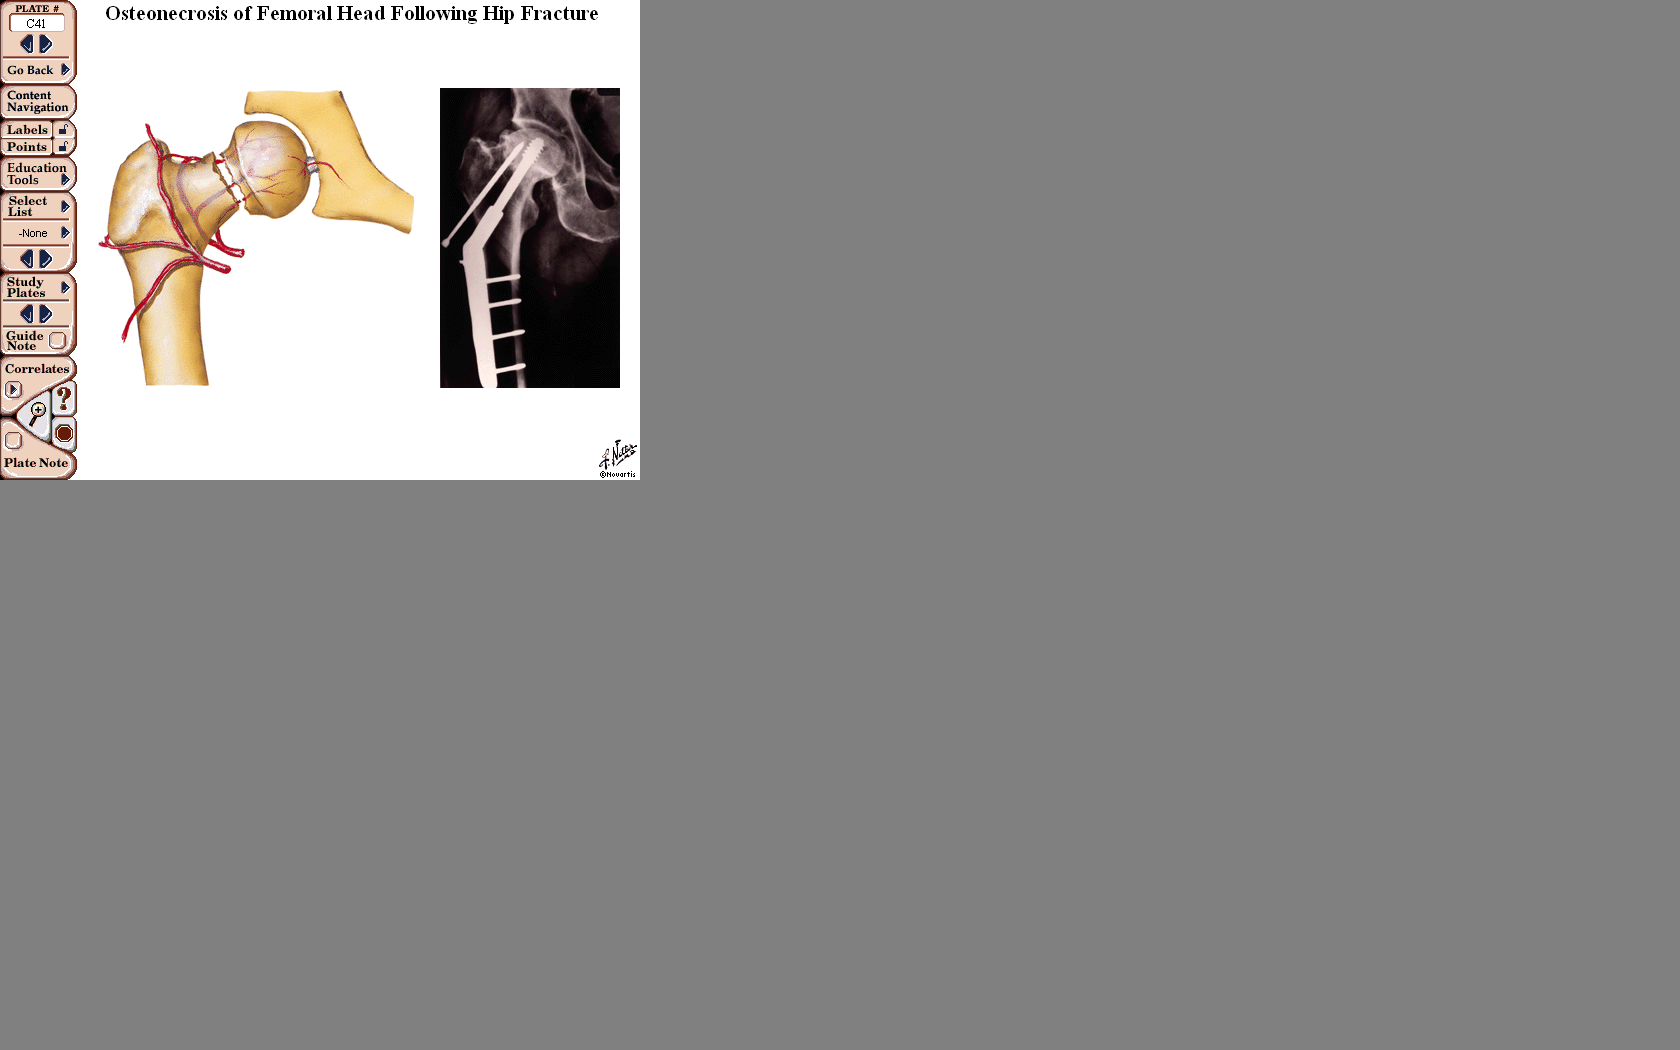 PLATE #
C41
Go Back
Content
Navigation
Labels
Points
Education
Tools
Select
List
-None
Study
Plates
Guide
Note
Correlates
?
Plate Note
Osteonecrosis of Femoral Head Following Hip Fracture
F. Netter
©Novartis